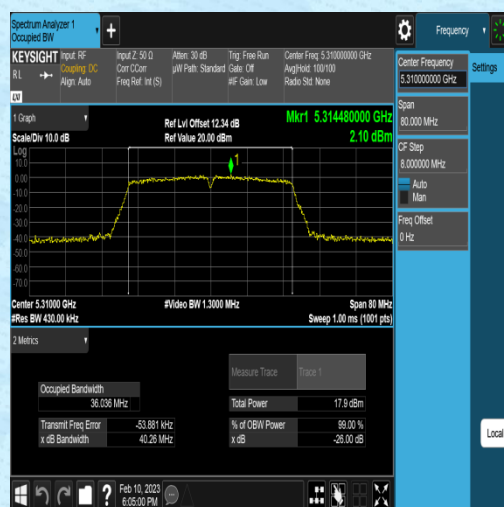 Spectrum Analyzer 1
Occupied BW
+
Frequency
KEYSIGHT
RL
Input: RF
Coupling: DC
Align: Auto
Input Z: 50 Ω
Corr CCorr
Freq Ref: Int (S)
Atten: 30 dB
µW Path: Standard
Trig: Free Run
Gate: Off
#IF Gain: Low
Center Freq: 5.310000000 GHz
Avg|Hold: 100/100
Radio Std: None
Center Frequency
5.310000000 GHz
Settings
Span
80.000 MHz
CF Step
8.000000 MHz
Auto
Man
Freq Offset
0 Hz
1 Graph
Scale/Div 10.0 dB
Ref Lvl Offset 12.34 dB
Ref Value 20.00 dBm
Mkr1 5.314480000 GHz
2.10 dBm
Log
10.0
0.00
-10.0
-20.0
-30.0
-40.0
-50.0
-60.0
-70.0
1
Center 5.31000 GHz
#Res BW 430.00 kHz
#Video BW 1.3000 MHz
Span 80 MHz
Sweep 1.00 ms (1001 pts)
2 Metrics
Measure Trace Trace 1
Occupied Bandwidth
36.036 MHz
Total Power 17.9 dBm
Transmit Freq Error -53.881 kHz
% of OBW Power 99.00 %
x dB Bandwidth 40.26 MHz
x dB -26.00 dB
Local
?
Feb 10, 2023
6:05:00 PM